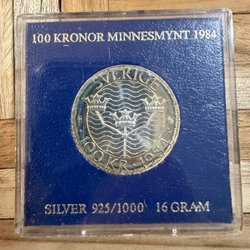 100 KRONOR MINNESMYNT 1984
SVERIGE
100 KR 1984
SILVER 925/1000 16 GRAM